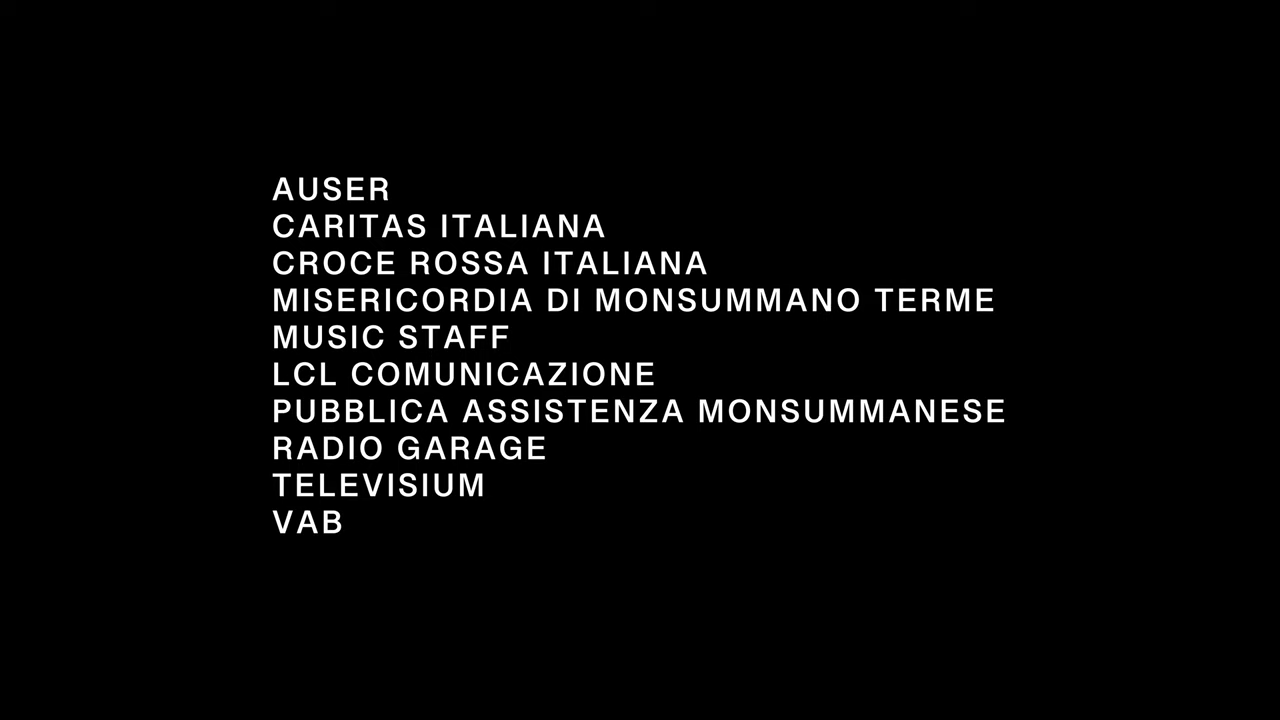 AUSER
CARITAS ITALIANA
CROCE ROSSA ITALIANA
MISERICORDIA DI MONSUMMANO TERME
MUSIC STAFF
LCL COMUNICAZIONE
PUBBLICA ASSISTENZA MONSUMMANESE
RADIO GARAGE
TELEVISIUM
VAB